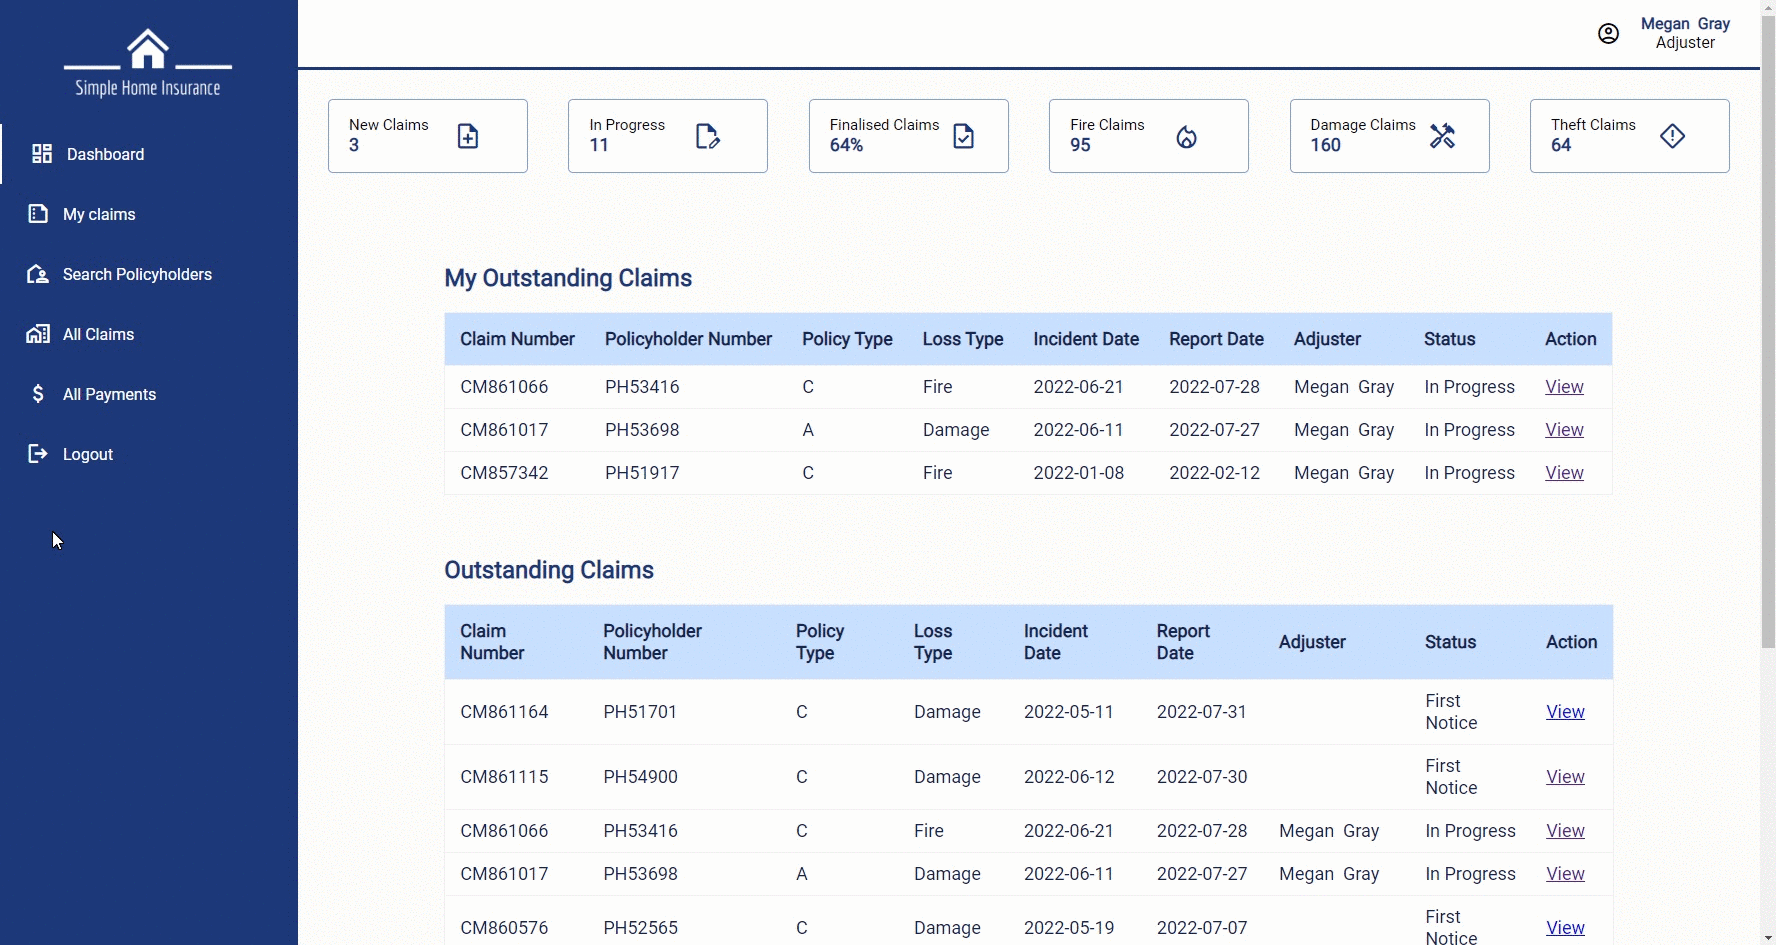 Simple Home Insurance
Dashboard
My claims
Search Policyholders
All Claims
$ All Payments
Logout
Megan Gray
Adjuster
New Claims
3
In Progress
11
Finalised Claims
64%
Fire Claims
95
Damage Claims
160
Theft Claims
64
My Outstanding Claims
Claim Number Policyholder Number Policy Type Loss Type Incident Date Report Date Adjuster Status Action
CM861066 PH53416 C Fire 2022-06-21 2022-07-28 Megan Gray In Progress View
CM861017 PH53698 A Damage 2022-06-11 2022-07-27 Megan Gray In Progress View
CM857342 PH51917 C Fire 2022-01-08 2022-02-12 Megan Gray In Progress View
Outstanding Claims
Claim Number Policyholder Number Policy Type Loss Type Incident Date Report Date Adjuster Status Action
CM861164 PH51701 C Damage 2022-05-11 2022-07-31 First Notice View
CM861115 PH54900 C Damage 2022-06-12 2022-07-30 First Notice View
CM861066 PH53416 C Fire 2022-06-21 2022-07-28 Megan Gray In Progress View
CM861017 PH53698 A Damage 2022-06-11 2022-07-27 Megan Gray In Progress View
CM860576 PH52565 C Damage 2022-05-19 2022-07-07 First Notice View